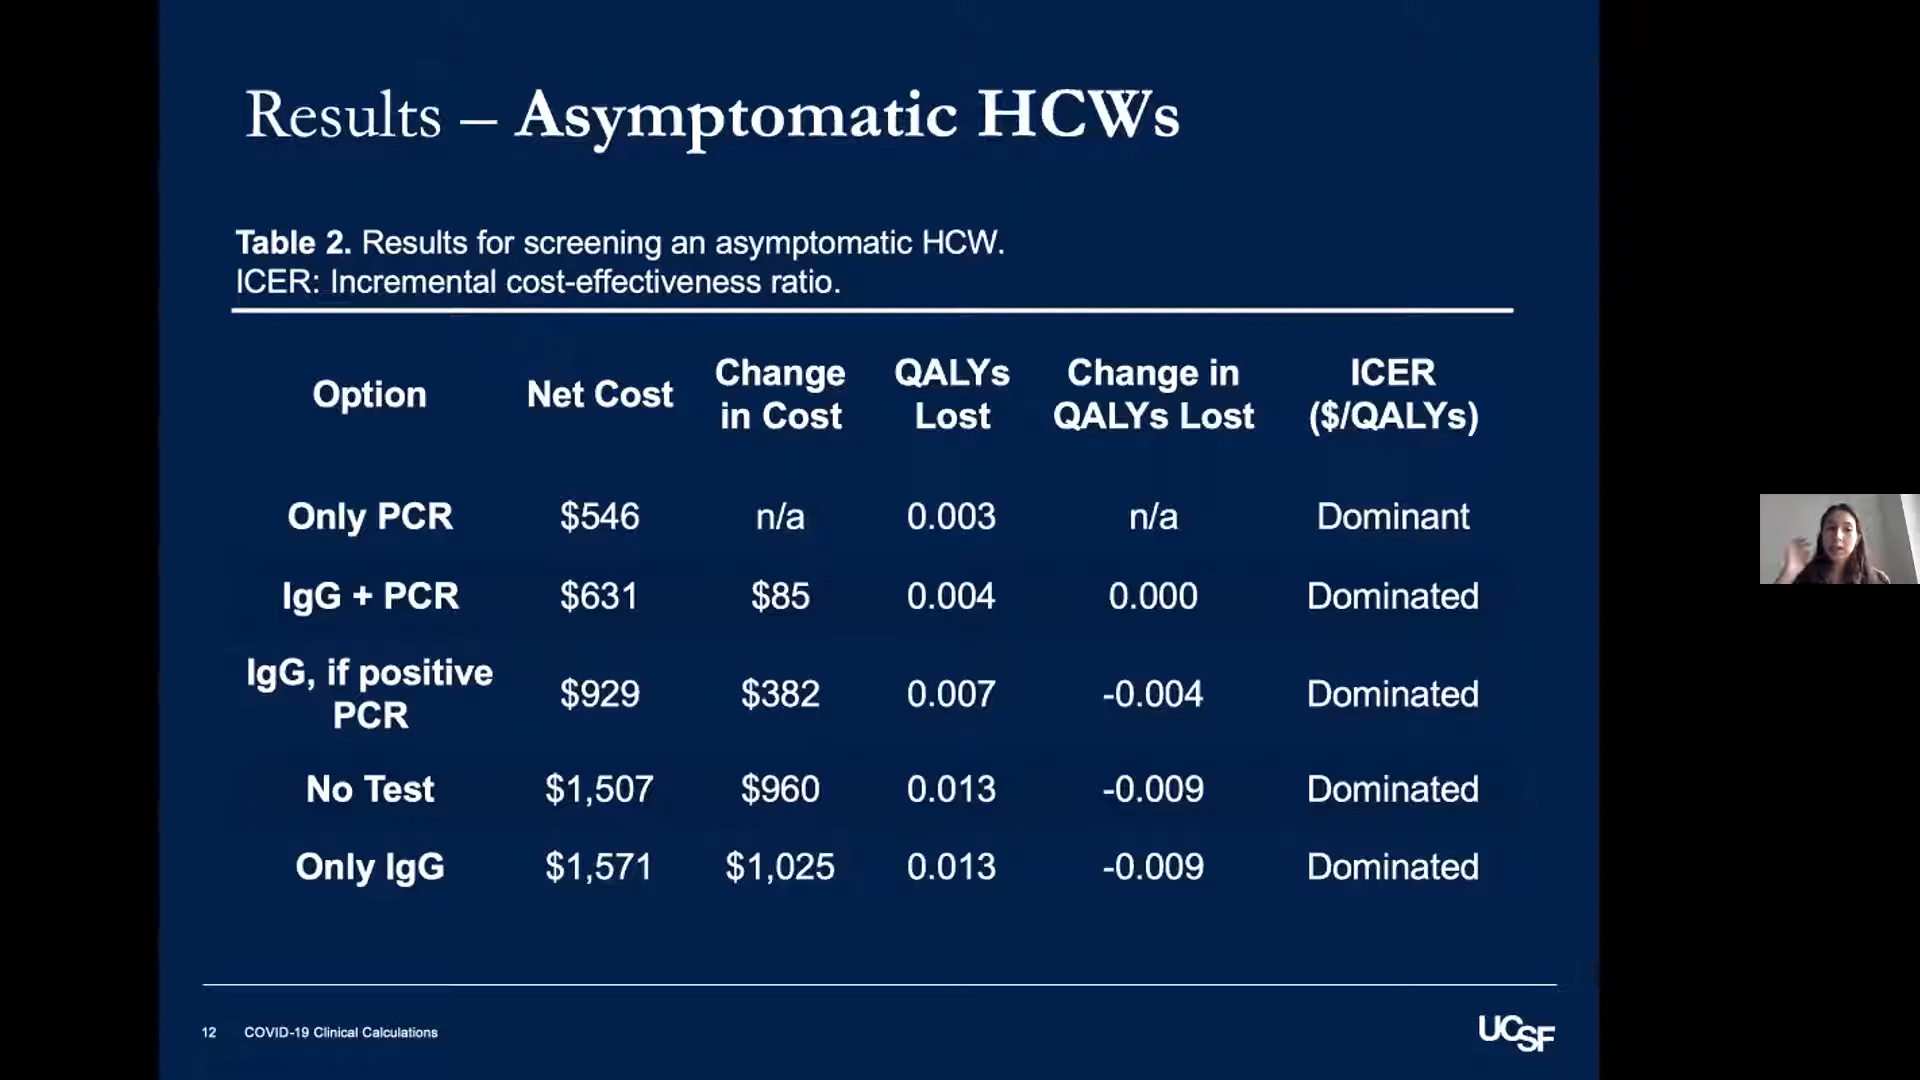 Results – Asymptomatic HCWs
Table 2. Results for screening an asymptomatic HCW.
ICER: Incremental cost-effectiveness ratio.
Option Net Cost Change in Cost QALYs Lost Change in QALYs Lost ICER ($/QALYs)
Only PCR $546 n/a 0.003 n/a Dominant
IgG + PCR $631 $85 0.004 0.000 Dominated
IgG, if positive PCR $929 $382 0.007 -0.004 Dominated
No Test $1,507 $960 0.013 -0.009 Dominated
Only IgG $1,571 $1,025 0.013 -0.009 Dominated
12 COVID-19 Clinical Calculations
UCSF